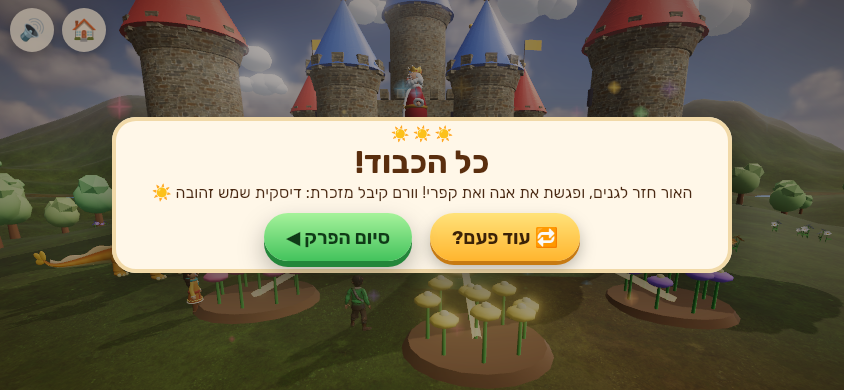 כל הכבוד!
האור חזר לגנים, ופגשת את אנה ואת קפרי! וורם קיבל מזכרת: דיסקית שמש זהובה ☀️
🔁 עוד פעם?
סיום הפרק ◀